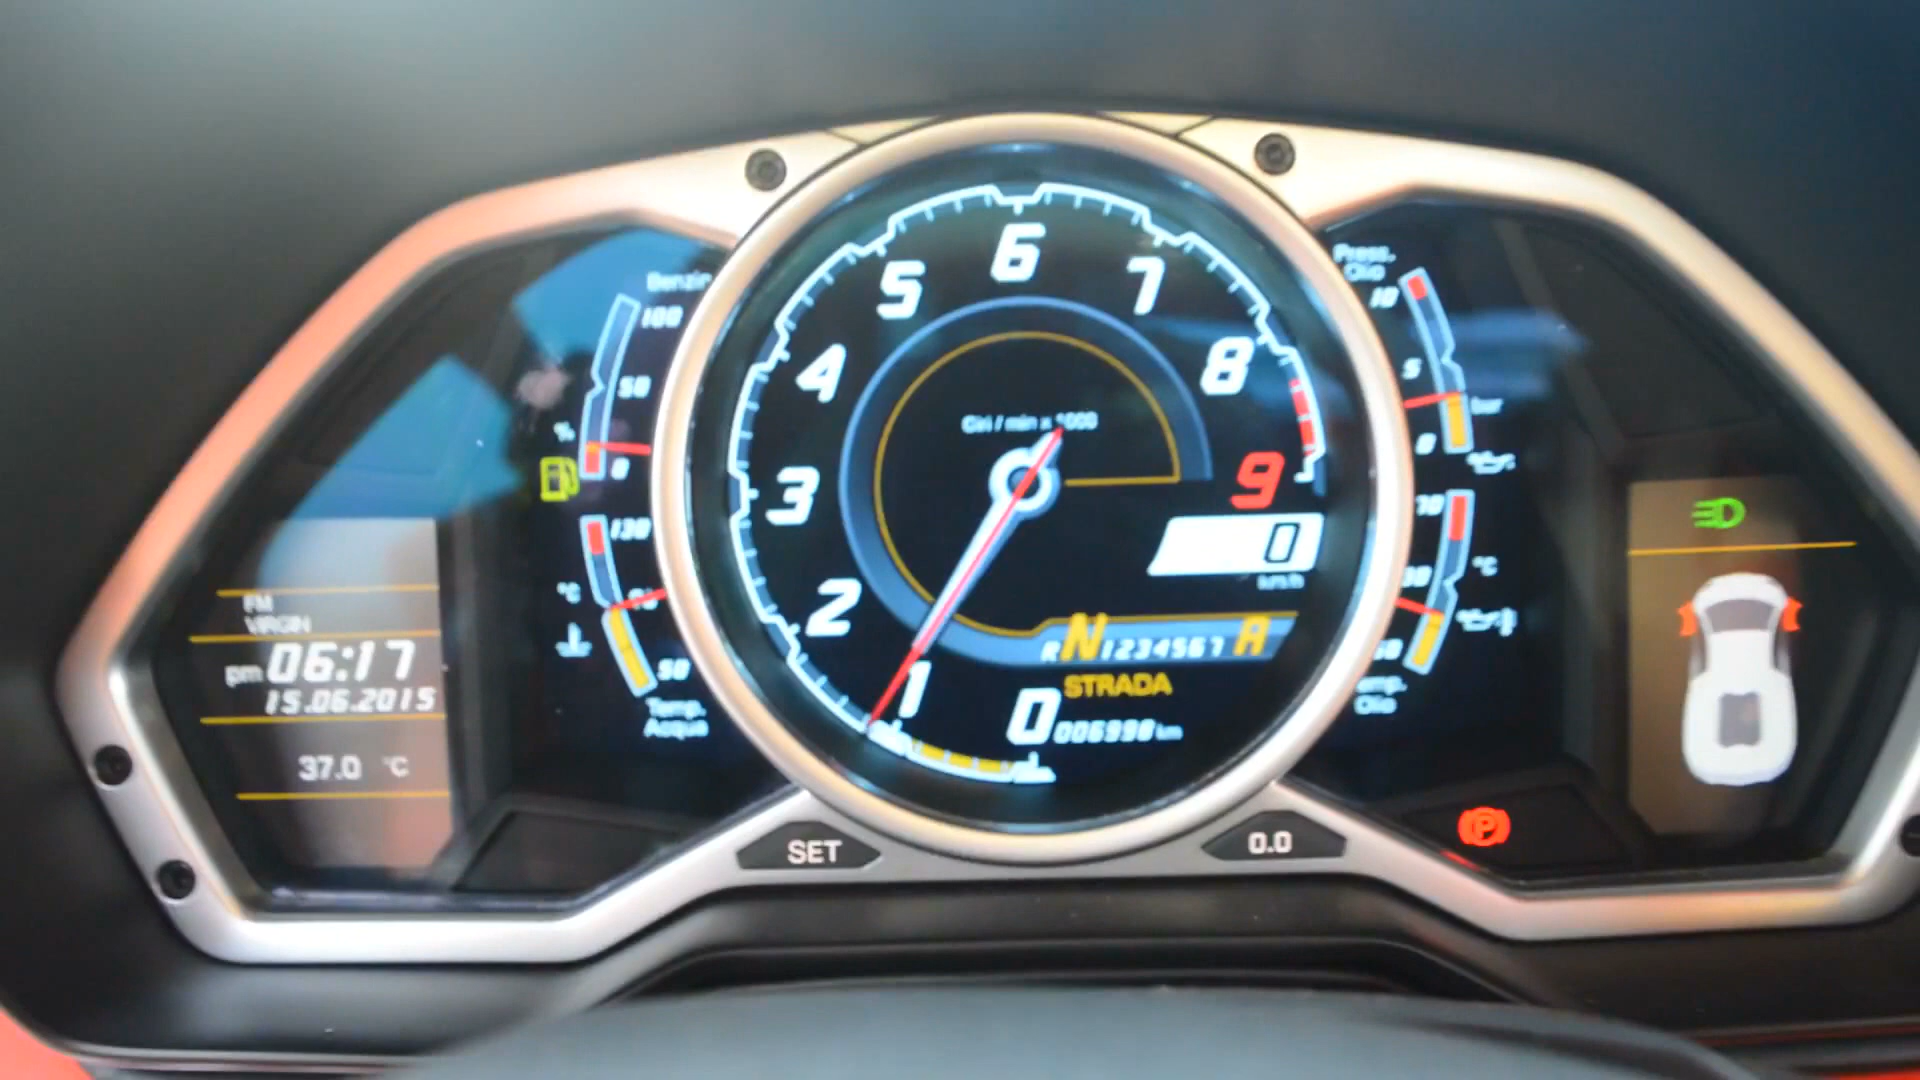 100
50
%
0
130
°C
50
Temp.
Acqua
FM
VIRGIN
pm 06:17
15.06.2015
37.0 °C
SET
6
5
7
4
8
3
9
2
1
0
Giri / min x 1000
0
km/h
R N 1 2 3 4 5 6 7 A
STRADA
006998 km
Press.
Olio
10
5
bar
0
°C
Olio
P
0.0